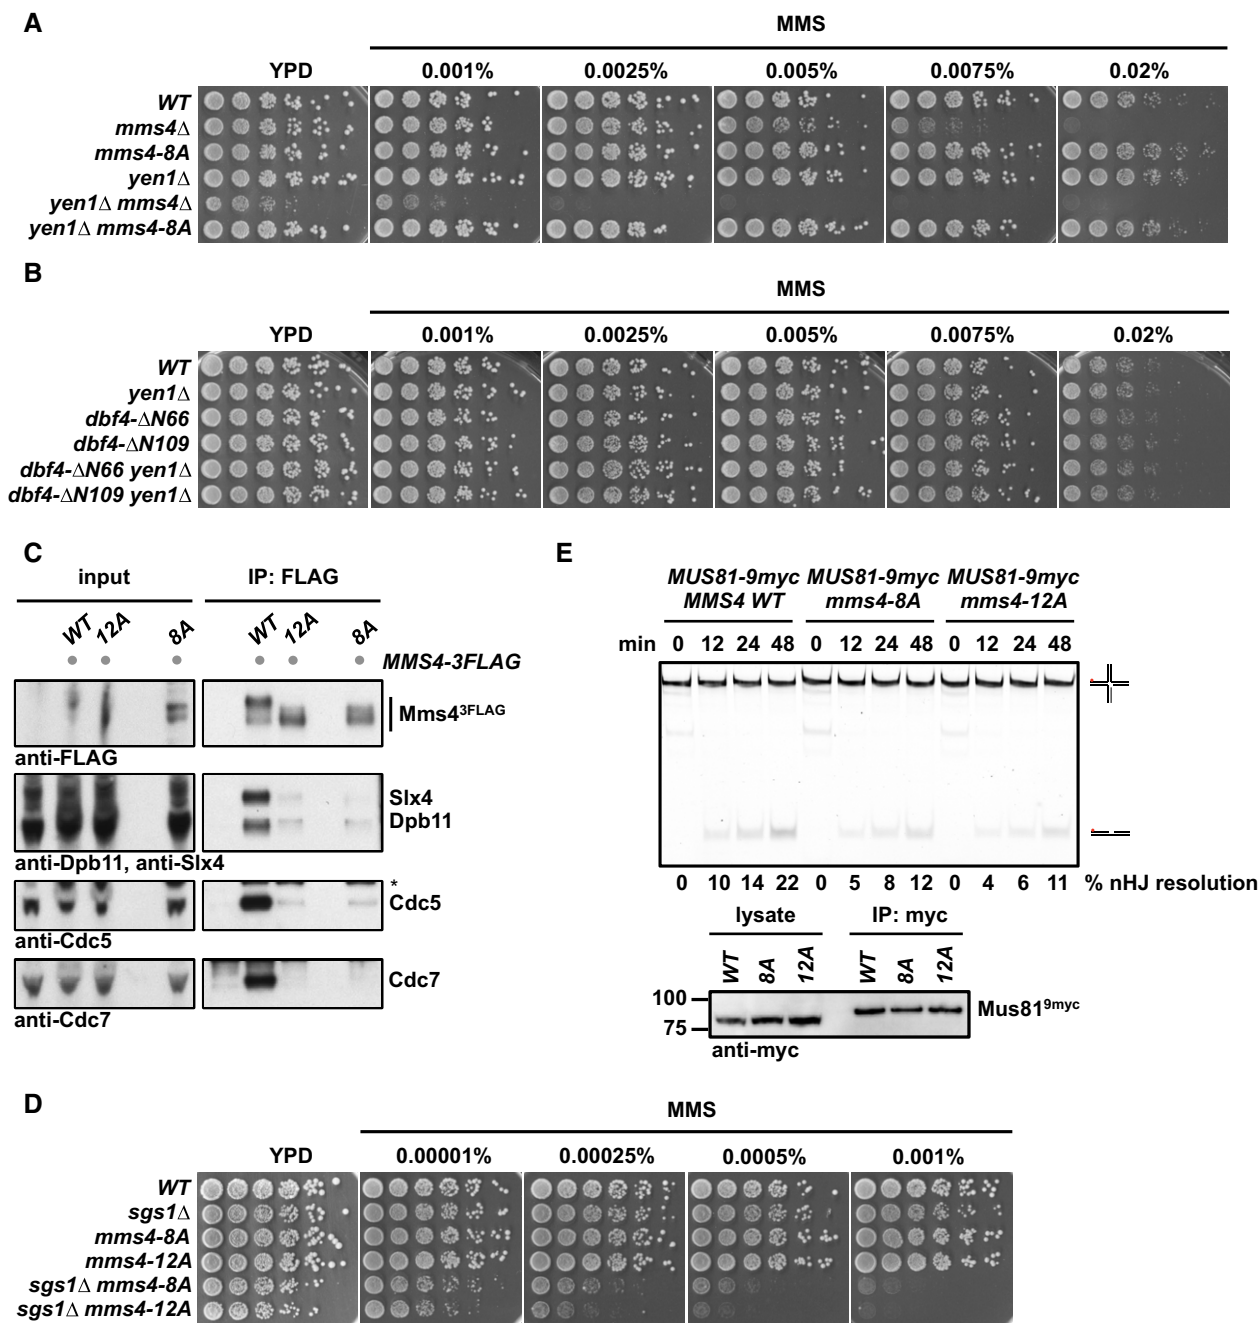 A
MMS
YPD 0.001% 0.0025% 0.005% 0.0075% 0.02%
WT
mms4Δ
mms4-8A
yen1Δ
yen1Δ mms4Δ
yen1Δ mms4-8A
B
MMS
YPD 0.001% 0.0025% 0.005% 0.0075% 0.02%
WT
yen1Δ
dbf4-ΔN66
dbf4-ΔN109
dbf4-ΔN66 yen1Δ
dbf4-ΔN109 yen1Δ
C
input IP: FLAG
WT 12A 8A WT 12A 8A
MMS4-3FLAG
Mms4³ᶠᴸᴬᴳ
anti-FLAG
Slx4
Dpb11
anti-Dpb11, anti-Slx4
*
Cdc5
anti-Cdc5
Cdc7
anti-Cdc7
E
MUS81-9myc MUS81-9myc MUS81-9myc
MMS4 WT mms4-8A mms4-12A
min 0 12 24 48 0 12 24 48 0 12 24 48
0 10 14 22 0 5 8 12 0 4 6 11 % nHJ resolution
lysate IP: myc
WT 8A 12A WT 8A 12A
100
75
Mus81⁹ᵐʸᶜ
anti-myc
D
MMS
YPD 0.00001% 0.00025% 0.0005% 0.001%
WT
sgs1Δ
mms4-8A
mms4-12A
sgs1Δ mms4-8A
sgs1Δ mms4-12A